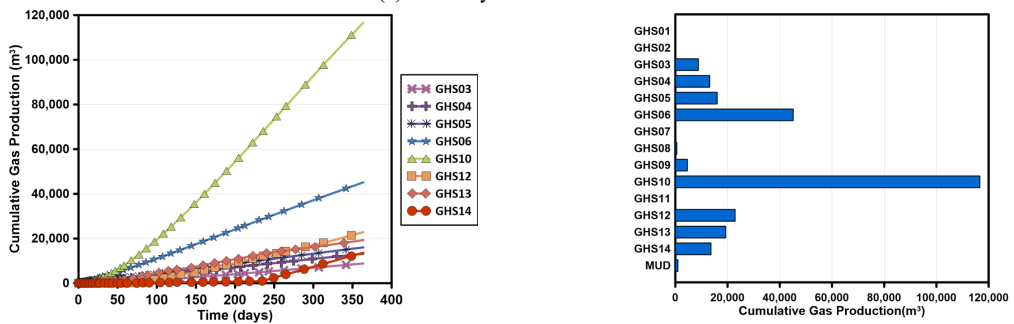 120,000
100,000
80,000
60,000
40,000
20,000
0
Cumulative Gas Production (m³)
0 50 100 150 200 250 300 350 400
Time (days)
GHS03
GHS04
GHS05
GHS06
GHS10
GHS12
GHS13
GHS14
GHS01
GHS02
GHS03
GHS04
GHS05
GHS06
GHS07
GHS08
GHS09
GHS10
GHS11
GHS12
GHS13
GHS14
MUD
0 20,000 40,000 60,000 80,000 100,000 120,000
Cumulative Gas Production(m³)